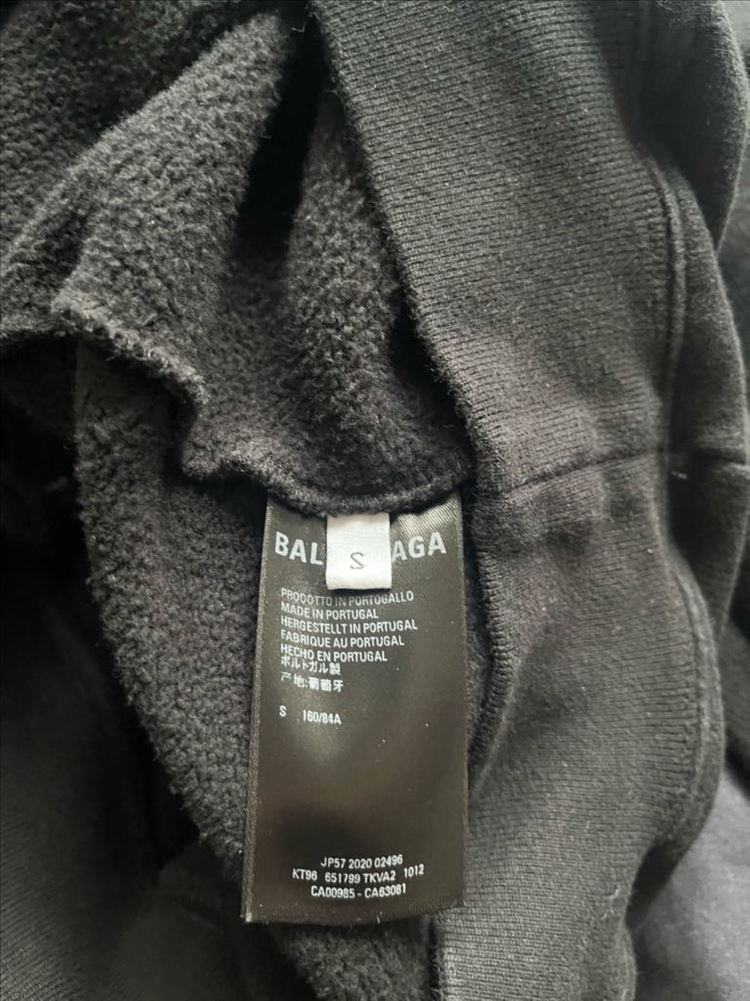 BAL AGA
S
PRODOTTO IN PORTOGALLO
MADE IN PORTUGAL
HERGESTELLT IN PORTUGAL
FABRIQUE AU PORTUGAL
HECHO EN PORTUGAL
ポルトガル製
产地:葡萄牙
S 160/84A
JP57 2020 02496
KT96 651799 TKVA2 1012
CA00985 - CA63081